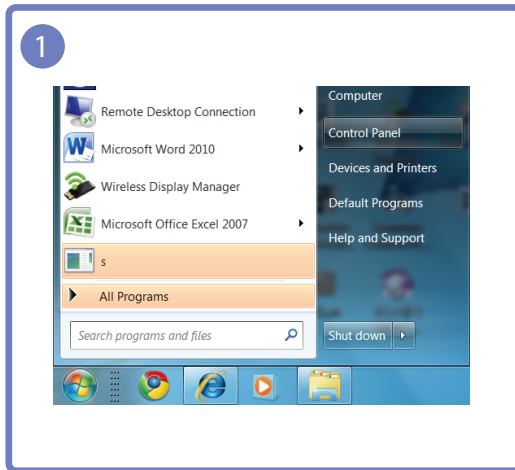 1
Remote Desktop Connection
Microsoft Word 2010
Wireless Display Manager
Microsoft Office Excel 2007
s
All Programs
Search programs and files
Computer
Control Panel
Devices and Printers
Default Programs
Help and Support
Shut down